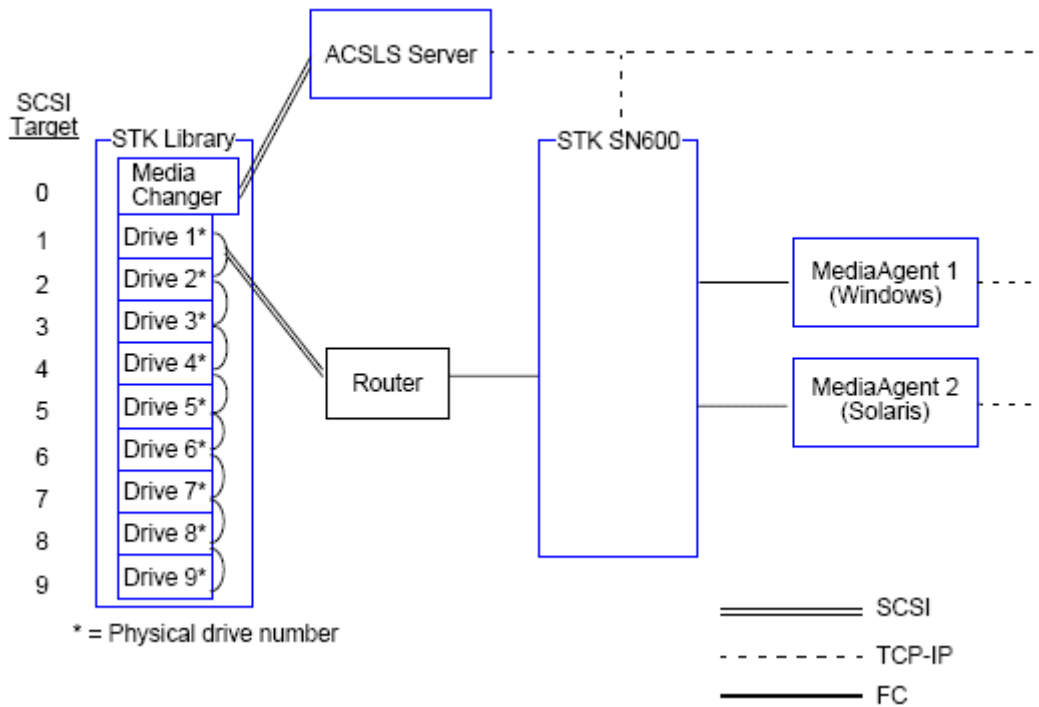 ACSLS Server
SCSI
Target
STK Library
STK SN600
0
Media
Changer
1
Drive 1*
2
Drive 2*
3
Drive 3*
4
Drive 4*
5
Drive 5*
6
Drive 6*
7
Drive 7*
8
Drive 8*
9
Drive 9*
Router
MediaAgent 1
(Windows)
MediaAgent 2
(Solaris)
* = Physical drive number
SCSI
TCP-IP
FC